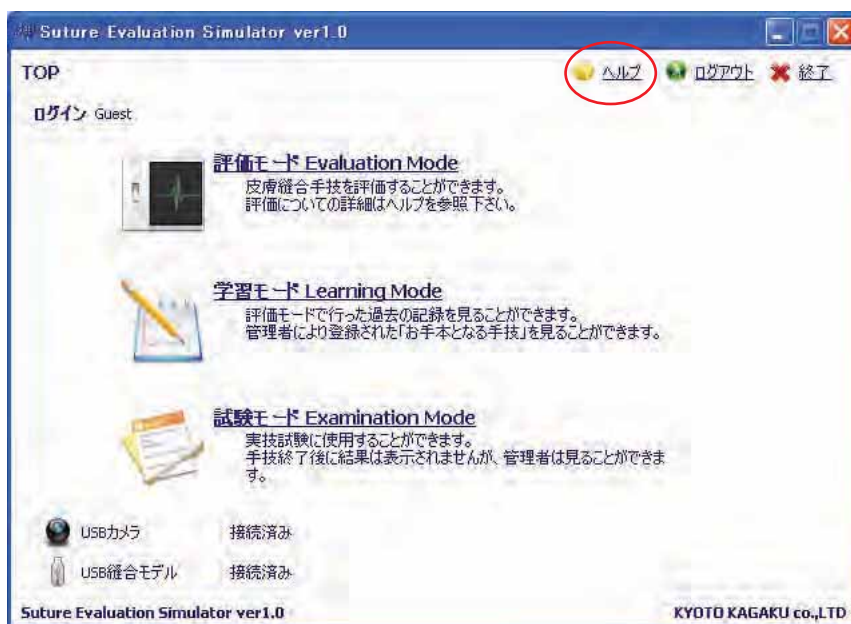 Suture Evaluation Simulator ver1.0
TOP
ヘルプ ログアウト 終了
ログイン Guest
評価モード Evaluation Mode
皮膚縫合手技を評価することができます。
評価についての詳細はヘルプを参照下さい。
学習モード Learning Mode
評価モードで行った過去の記録を見ることができます。
管理者により登録された「お手本となる手技」を見ることができます。
試験モード Examination Mode
実技試験に使用することができます。
手技終了後に結果は表示されませんが、管理者は見ることができま
す。
USBカメラ 接続済み
USB縫合モデル 接続済み
Suture Evaluation Simulator ver1.0 KYOTO KAGAKU co.,LTD